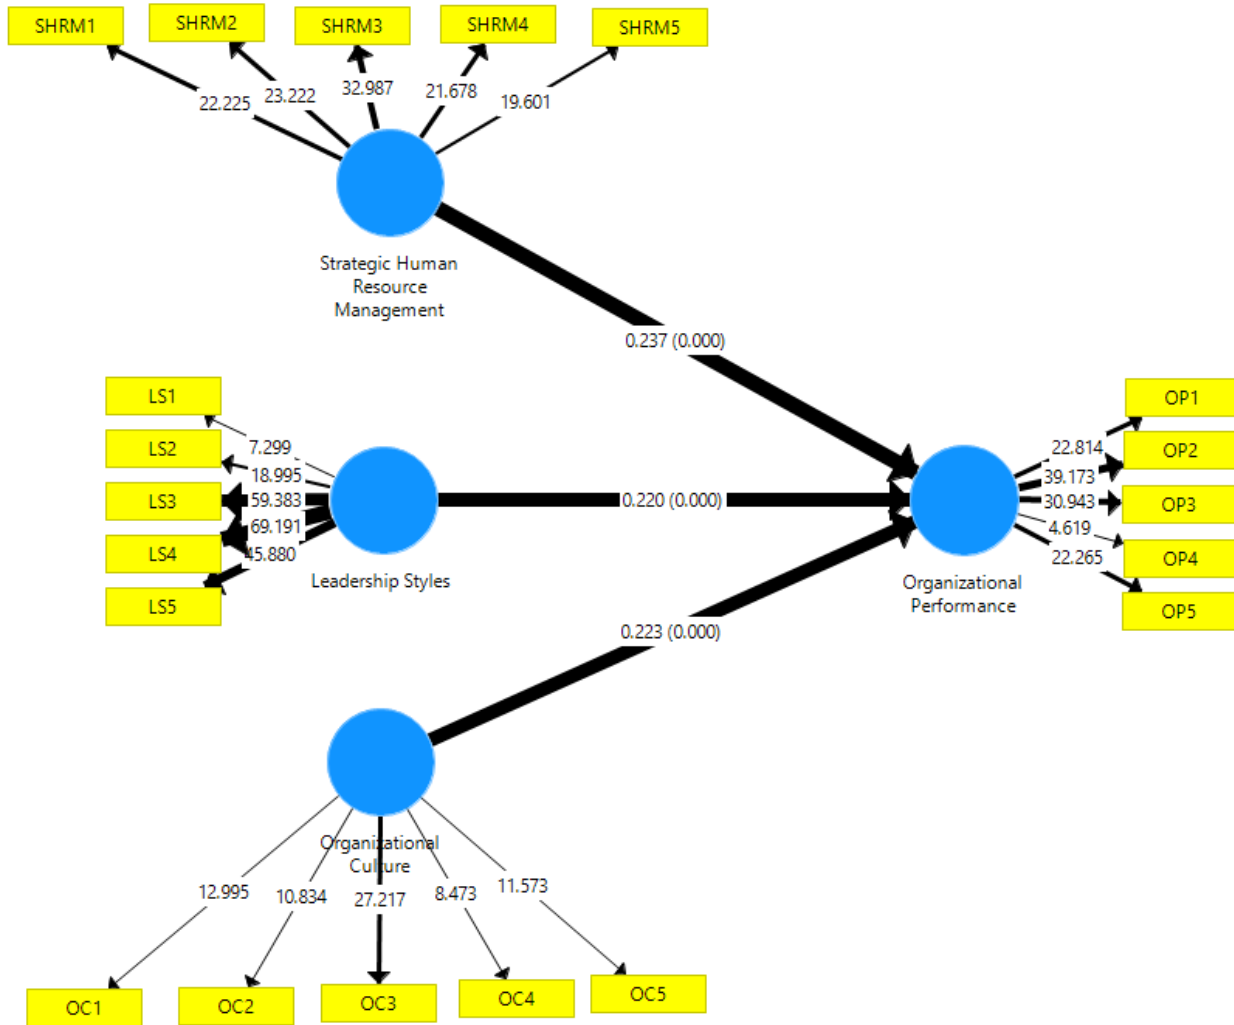 SHRM1
SHRM2
SHRM3
SHRM4
SHRM5
22.225
23.222
32.987
21.678
19.601
Strategic Human
Resource
Management
0.237 (0.000)
LS1
LS2
LS3
LS4
LS5
7.299
18.995
59.383
69.191
45.880
Leadership Styles
0.220 (0.000)
OP1
OP2
OP3
OP4
OP5
22.814
39.173
30.943
4.619
22.265
Organizational
Performance
0.223 (0.000)
Organizational
Culture
12.995
10.834
27.217
8.473
11.573
OC1
OC2
OC3
OC4
OC5